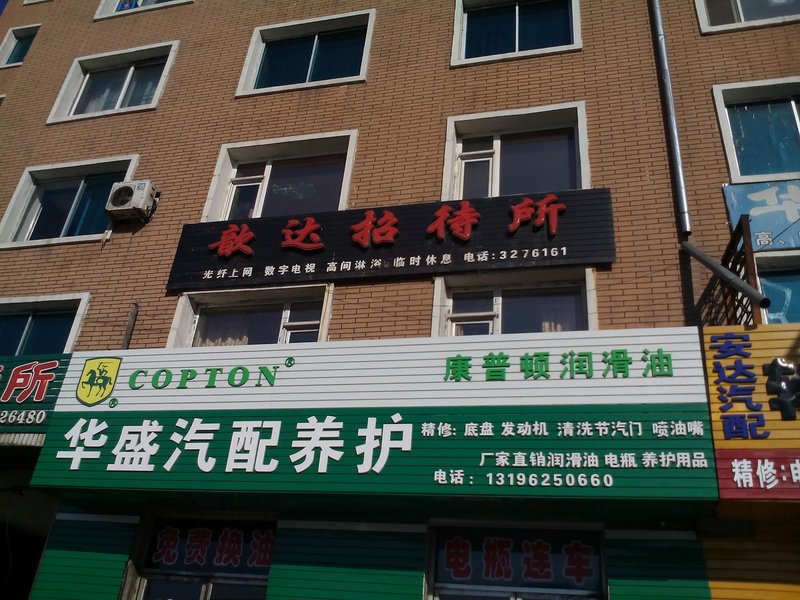 歆达招待所
光纤上网 数字电视 高间淋浴 临时休息 电话:3276161
华
高、
COPTON®
康普顿润滑油
®
华盛汽配养护
精修: 底盘 发动机 清洗节汽门 喷油嘴
厂家直销润滑油 电瓶 养护用品
电话: 13196250660
所
26480
安达汽配
精修:
免费换油
电瓶连车